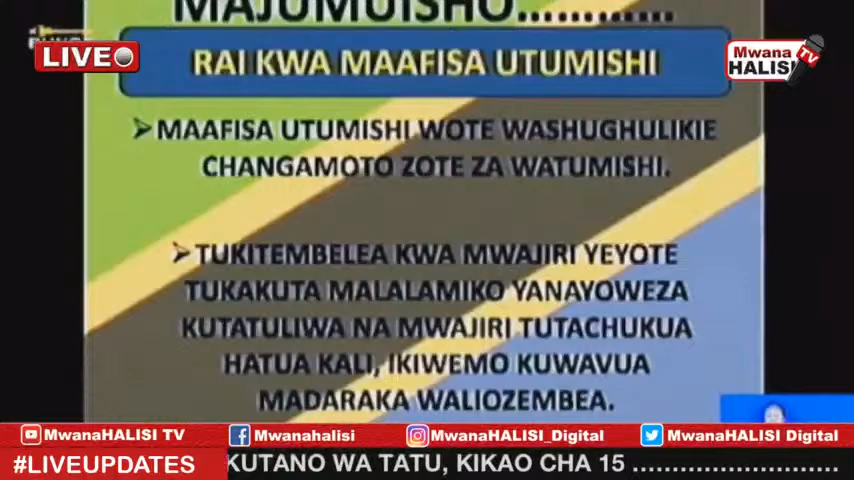 MAJUMUISHO............
LIVE
Mwana
HALISI
TV
RAI KWA MAAFISA UTUMISHI
➢MAAFISA UTUMISHI WOTE WASHUGHULIKIE
CHANGAMOTO ZOTE ZA WATUMISHI.
➢TUKITEMBELEA KWA MWAJIRI YEYOTE
TUKAKUTA MALALAMIKO YANAYOWEZA
KUTATULIWA NA MWAJIRI TUTACHUKUA
HATUA KALI, IKIWEMO KUWAVUA
MADARAKA WALIOZEMBEA.
MwanaHALISI TV
Mwanahalisi
MwanaHALISI_Digital
MwanaHALISI Digital
#LIVEUPDATES
KUTANO WA TATU, KIKAO CHA 15 .......................